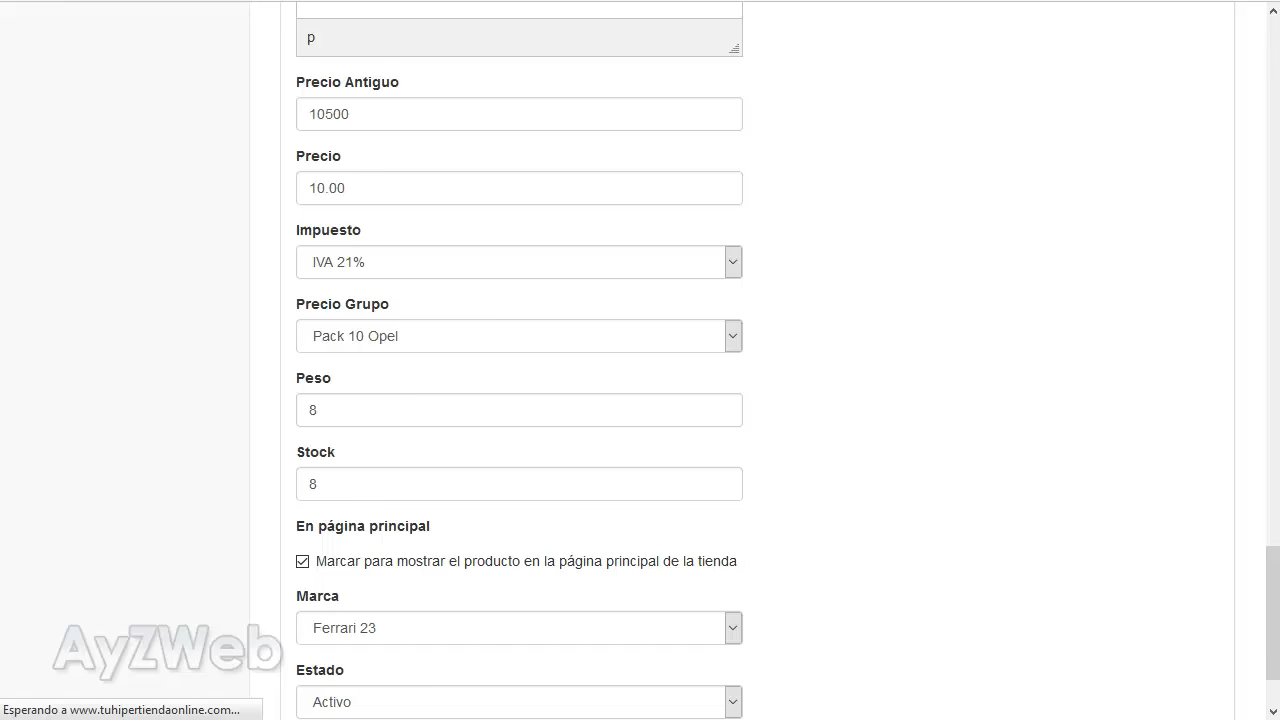 p
Precio Antiguo
10500
Precio
10.00
Impuesto
IVA 21%
Precio Grupo
Pack 10 Opel
Peso
8
Stock
8
En página principal
Marcar para mostrar el producto en la página principal de la tienda
Marca
Ferrari 23
Estado
Activo
AyZWeb
Esperando a www.tuhipertiendaonline.com...